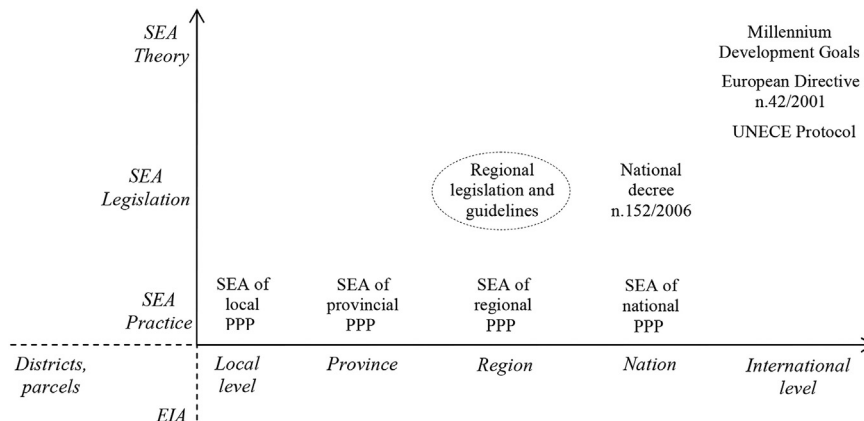 SEA
Theory
Millennium
Development Goals
European Directive
n.42/2001
UNECE Protocol
SEA
Legislation
Regional
legislation and
guidelines
National
decree
n.152/2006
SEA
Practice
SEA of
local
PPP
SEA of
provincial
PPP
SEA of
regional
PPP
SEA of
national
PPP
Districts,
parcels
Local
level
Province
Region
Nation
International
level
EIA